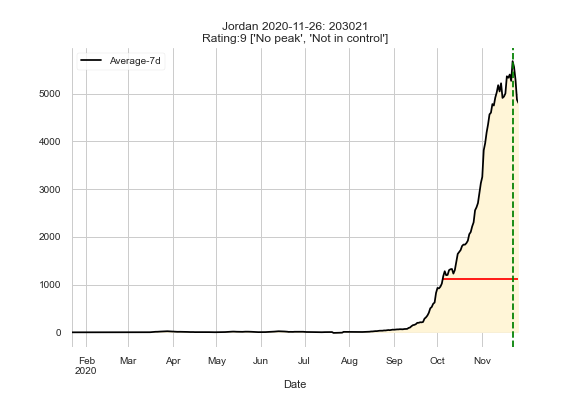 Jordan 2020-11-26: 203021
Rating:9 ['No peak', 'Not in control']
Average-7d
5000
4000
3000
2000
1000
0
Feb Mar Apr May Jun Jul Aug Sep Oct Nov
2020
Date